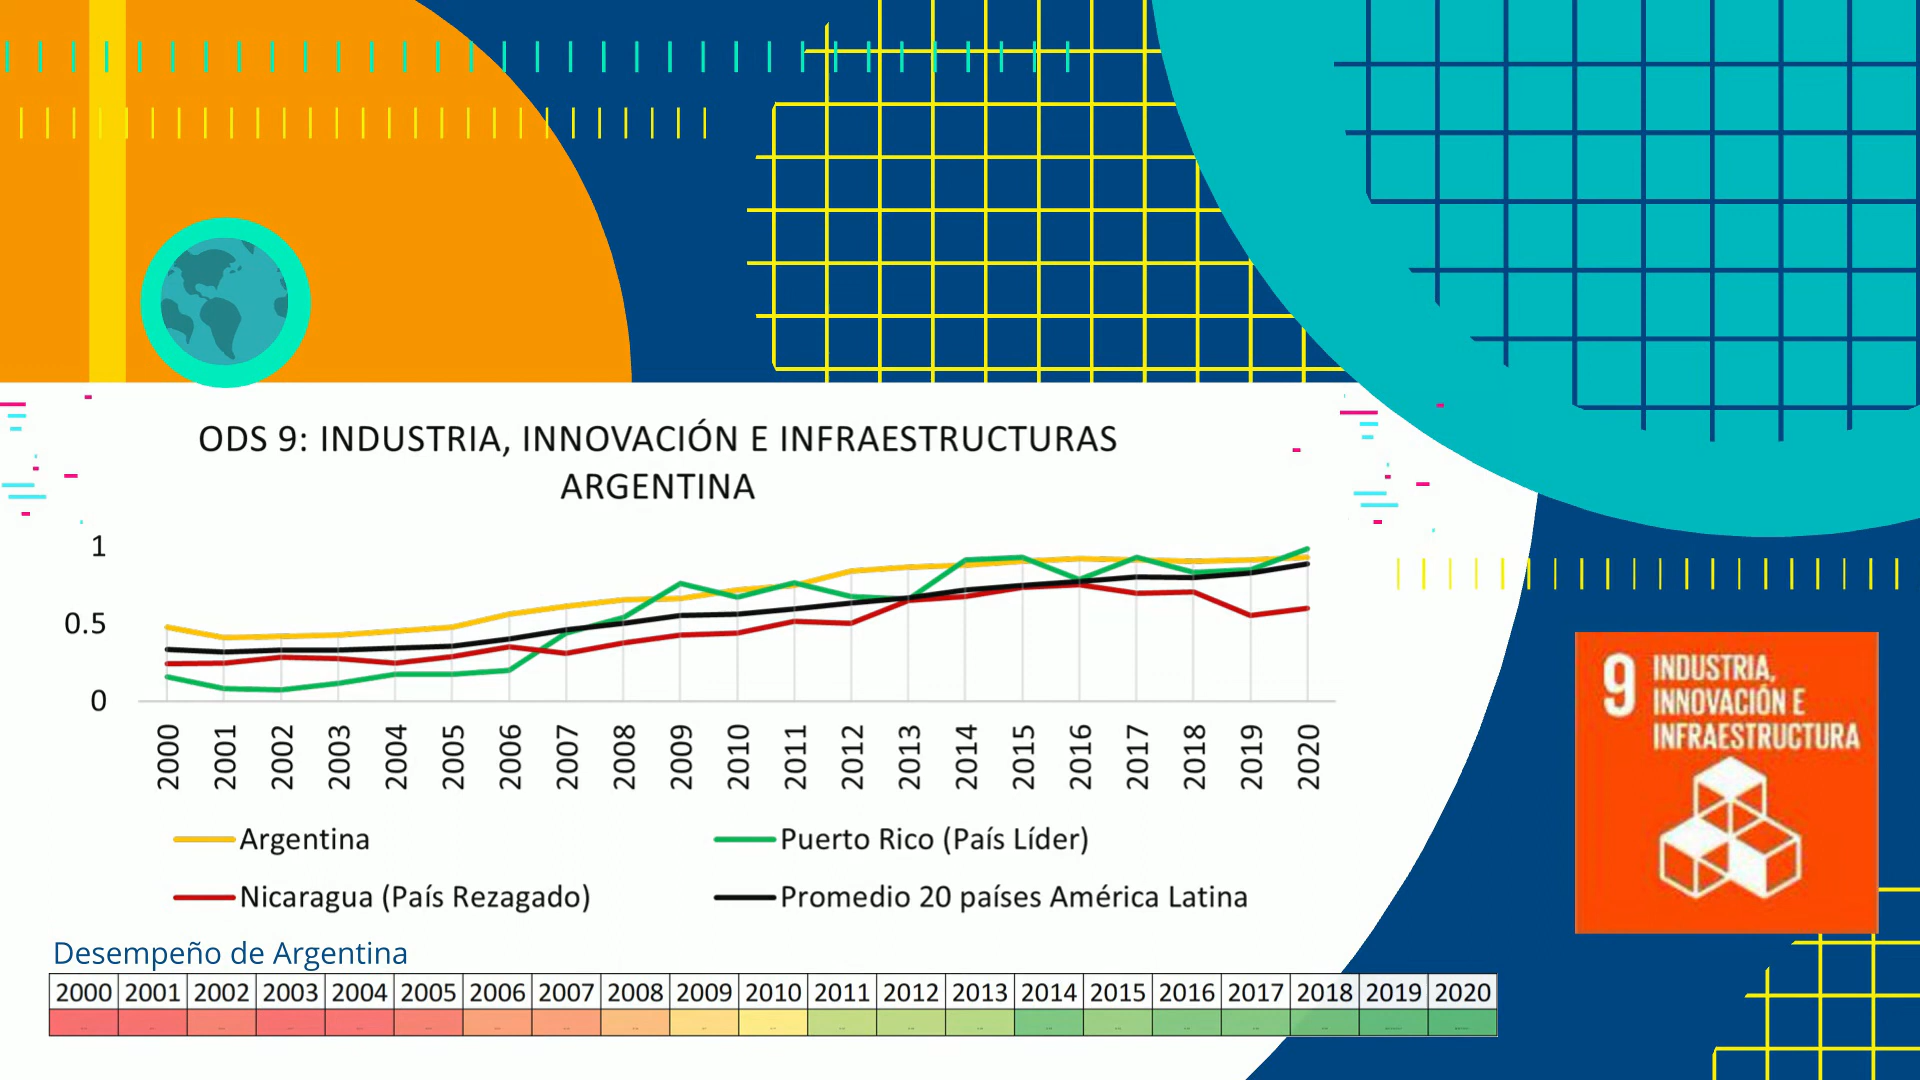 ODS 9: INDUSTRIA, INNOVACIÓN E INFRAESTRUCTURAS
ARGENTINA
1
0.5
0
2000 2001 2002 2003 2004 2005 2006 2007 2008 2009 2010 2011 2012 2013 2014 2015 2016 2017 2018 2019 2020
Argentina
Puerto Rico (País Líder)
Nicaragua (País Rezagado)
Promedio 20 países América Latina
9 INDUSTRIA,
INNOVACIÓN E
INFRAESTRUCTURA
Desempeño de Argentina
2000 2001 2002 2003 2004 2005 2006 2007 2008 2009 2010 2011 2012 2013 2014 2015 2016 2017 2018 2019 2020